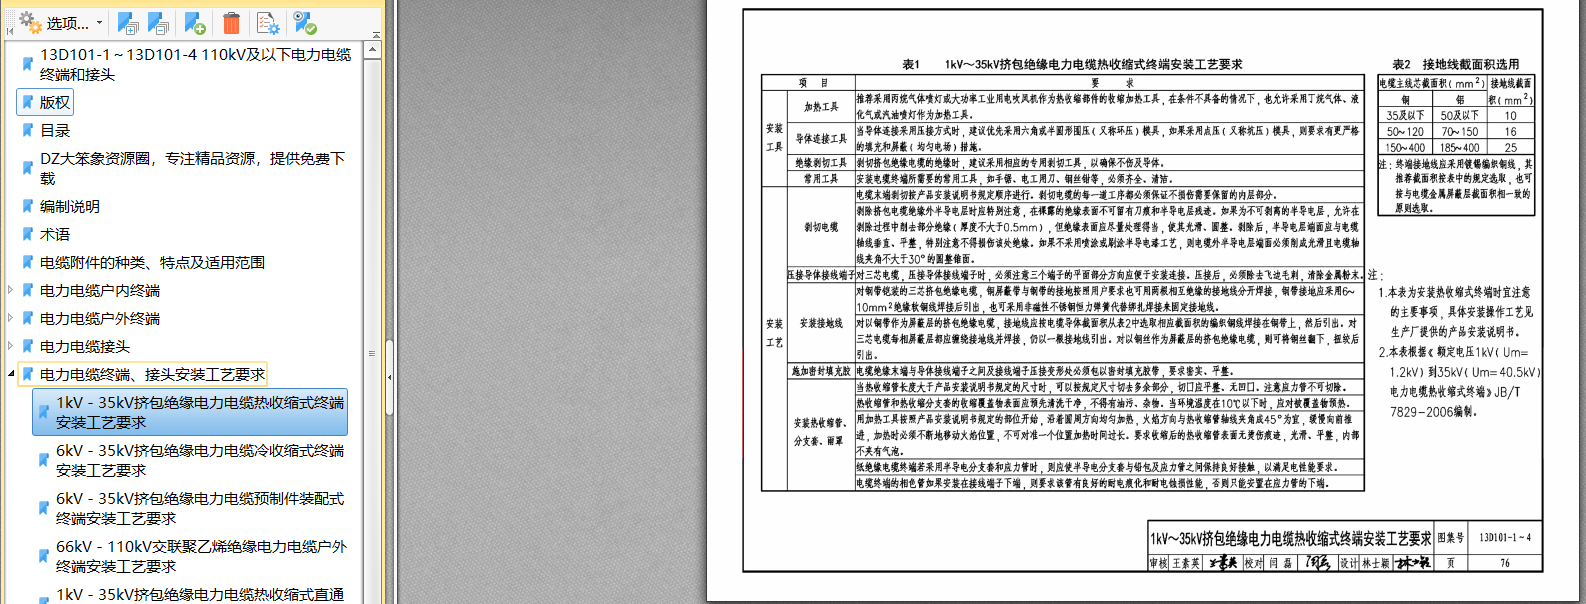 选项...
13D101-1～13D101-4 110kV及以下电力电缆
终端和接头
版权
目录
DZ大笨象资源圈，专注精品资源，提供免费下
载
编制说明
术语
电缆附件的种类、特点及适用范围
电力电缆户内终端
电力电缆户外终端
电力电缆接头
电力电缆终端、接头安装工艺要求
1kV - 35kV挤包绝缘电力电缆热收缩式终端
安装工艺要求
6kV - 35kV挤包绝缘电力电缆冷收缩式终端
安装工艺要求
6kV - 35kV挤包绝缘电力电缆预制件装配式
终端安装工艺要求
66kV - 110kV交联聚乙烯绝缘电力电缆户外
终端安装工艺要求
1kV - 35kV挤包绝缘电力电缆热收缩式直通
表1 1kV～35kV挤包绝缘电力电缆热收缩式终端安装工艺要求
项 目 要 求
安装
工具
加热工具
推荐采用丙烷气体喷灯或大功率工业用电吹风机作为热收缩部件的收缩加热工具，在条件不具备的情况下，也允许采用丁烷气体、液
化气或汽油喷灯作为加热工具。
导体连接工具
当导体连接采用压接方式时，建议优先采用六角或半圆形围压（又称环压）模具，如果采用点压（又称坑压）模具，则要求有更严格
的填充和屏蔽（均匀电场）措施。
绝缘剥切工具 剥切挤包绝缘电缆的绝缘时，建议采用相应的专用剥切工具，以确保不伤及导体。
常用工具 安装电缆终端所需要的常用工具，如手锯、电工用刀、钢丝钳等，必须齐全、清洁。
安装
工艺
剥切电缆
电缆末端剥切按产品安装说明书规定顺序进行。剥切电缆的每一道工序都必须保证不损伤需要保留的内层部分。
剥除挤包电缆绝缘外半导电层时应特别注意，在裸露的绝缘表面不可留有刀痕和半导电层残迹。如果为不可剥离的半导电层，允许在
剥除过程中削去部分绝缘（厚度不大于0.5mm），但绝缘表面应尽量处理得当，使其光滑、圆整。剥除后，半导电层端面应与电缆
轴线垂直、平整，特别注意不得损伤该处绝缘。如果不采用喷涂或刷涂半导电漆工艺，则电缆外半导电层端面必须削成光滑且电缆轴
线夹角不大于30°的圆整锥面。
压接导体接线端子 对三芯电缆，压接导体接线端子时，必须注意三个端子的平面部分方向应便于安装连接。压接后，必须除去飞边毛刺，清除金属粉末。
安装接地线
对钢带铠装的三芯挤包绝缘电缆，铜屏蔽带与钢带的接地按照用户要求也可用两根相互绝缘的接地线分开焊接，钢带接地应采用6～
10mm²绝缘软铜线焊接后引出，也可采用非磁性不锈钢恒力弹簧代替绑扎焊接来固定接地线。
对以铜带作为屏蔽层的挤包绝缘电缆，接地线应按电缆导体截面积从表2中选取相应截面积的编织铜线焊接在铜带上，然后引出。对
三芯电缆每相屏蔽层都应缠绕接地线并焊接，仍以一根接地线引出。对以铜丝作为屏蔽层的挤包绝缘电缆，则可将铜丝翻下，扭绞后
引出。
施加密封填充胶 电缆绝缘末端与导体接线端子之间及接线端子压接变形处必须包以密封填充胶带，要求密实、平整。
安装热收缩管、
分支套、雨罩
当热收缩管长度大于产品安装说明书规定的尺寸时，可以按规定尺寸切去多余部分，切口应平整、无凹口。注意应力管不可切除。
热收缩管和热收缩分支套的收缩覆盖物表面应预先清洗干净，不得有油污、杂物。当环境温度在10℃以下时，应对被覆盖物预热。
用加热工具按照产品安装说明书规定的部位开始，沿着圆周方向均匀加热，火焰方向与热收缩管轴线夹角成45°为宜，缓慢向前推
进，加热时必须不断地移动火焰位置，不可对准一个位置加热时间过长。要求收缩后的热收缩管表面无烫伤痕迹，光滑、平整，内部
不夹有气泡。
纸绝缘电缆终端若采用半导电分支套和应力管时，则应使半导电分支套与铅包及应力管之间保持良好接触，以满足电性能要求。
电缆终端的相色管如果安装在接线端子下端，则要求该管有良好的耐电痕化和耐电蚀损性能，否则只能安置在应力管的下端。
表2 接地线截面积选用
电缆主线芯截面积（mm²） 接地线截面
积（mm²）
铜 铝
35及以下 50及以下 10
50~120 70~150 16
150~400 185~400 25
注：终端接地线应采用镀锡编织铜线，其
推荐截面积按表中的规定选取，也可
按与电缆金属屏蔽层截面积相一致的
原则选取。
注：
1.本表为安装热收缩式终端时宜注意
的主要事项，具体安装操作工艺见
生产厂提供的产品安装说明书。
2.本表根据《额定电压1kV（Um=
1.2kV）到35kV（Um=40.5kV）
电力电缆热收缩式终端》JB/T
7829-2006编制。
1kV～35kV挤包绝缘电力电缆热收缩式终端安装工艺要求 图集号 13D101-1~4
审核 王素英 校对 闫 磊 设计 林士颖 页 76